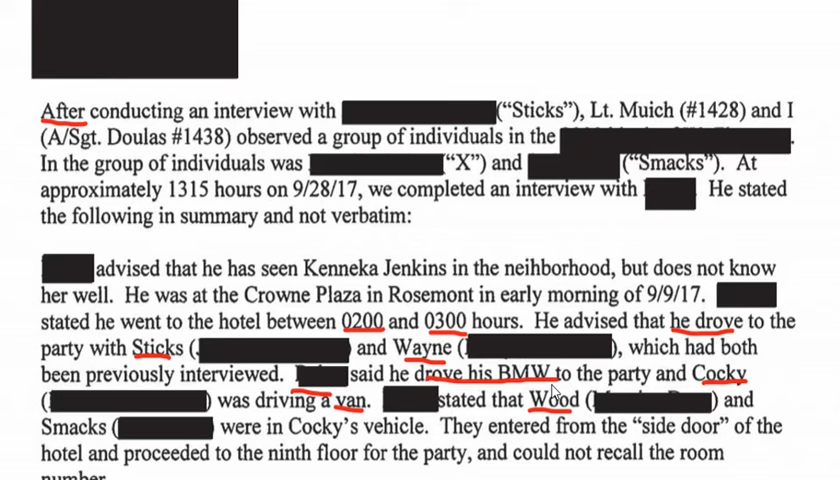 After conducting an interview with ("Sticks"), Lt. Muich (#1428) and I
(A/Sgt. Doulas #1438) observed a group of individuals in the .
In the group of individuals was "X") and ("Smacks"). At
approximately 1315 hours on 9/28/17, we completed an interview with He stated
the following in summary and not verbatim:
advised that he has seen Kenneka Jenkins in the neihborhood, but does not know
her well. He was at the Crowne Plaza in Rosemont in early morning of 9/9/17.
stated he went to the hotel between 0200 and 0300 hours. He advised that he drove to the
party with Sticks ( and Wayne ( ), which had both
been previously interviewed. said he drove his BMW to the party and Cocky
( ) was driving a van. stated that Wood ( ) and
Smacks ( were in Cocky's vehicle. They entered from the "side door" of the
hotel and proceeded to the ninth floor for the party, and could not recall the room
number.